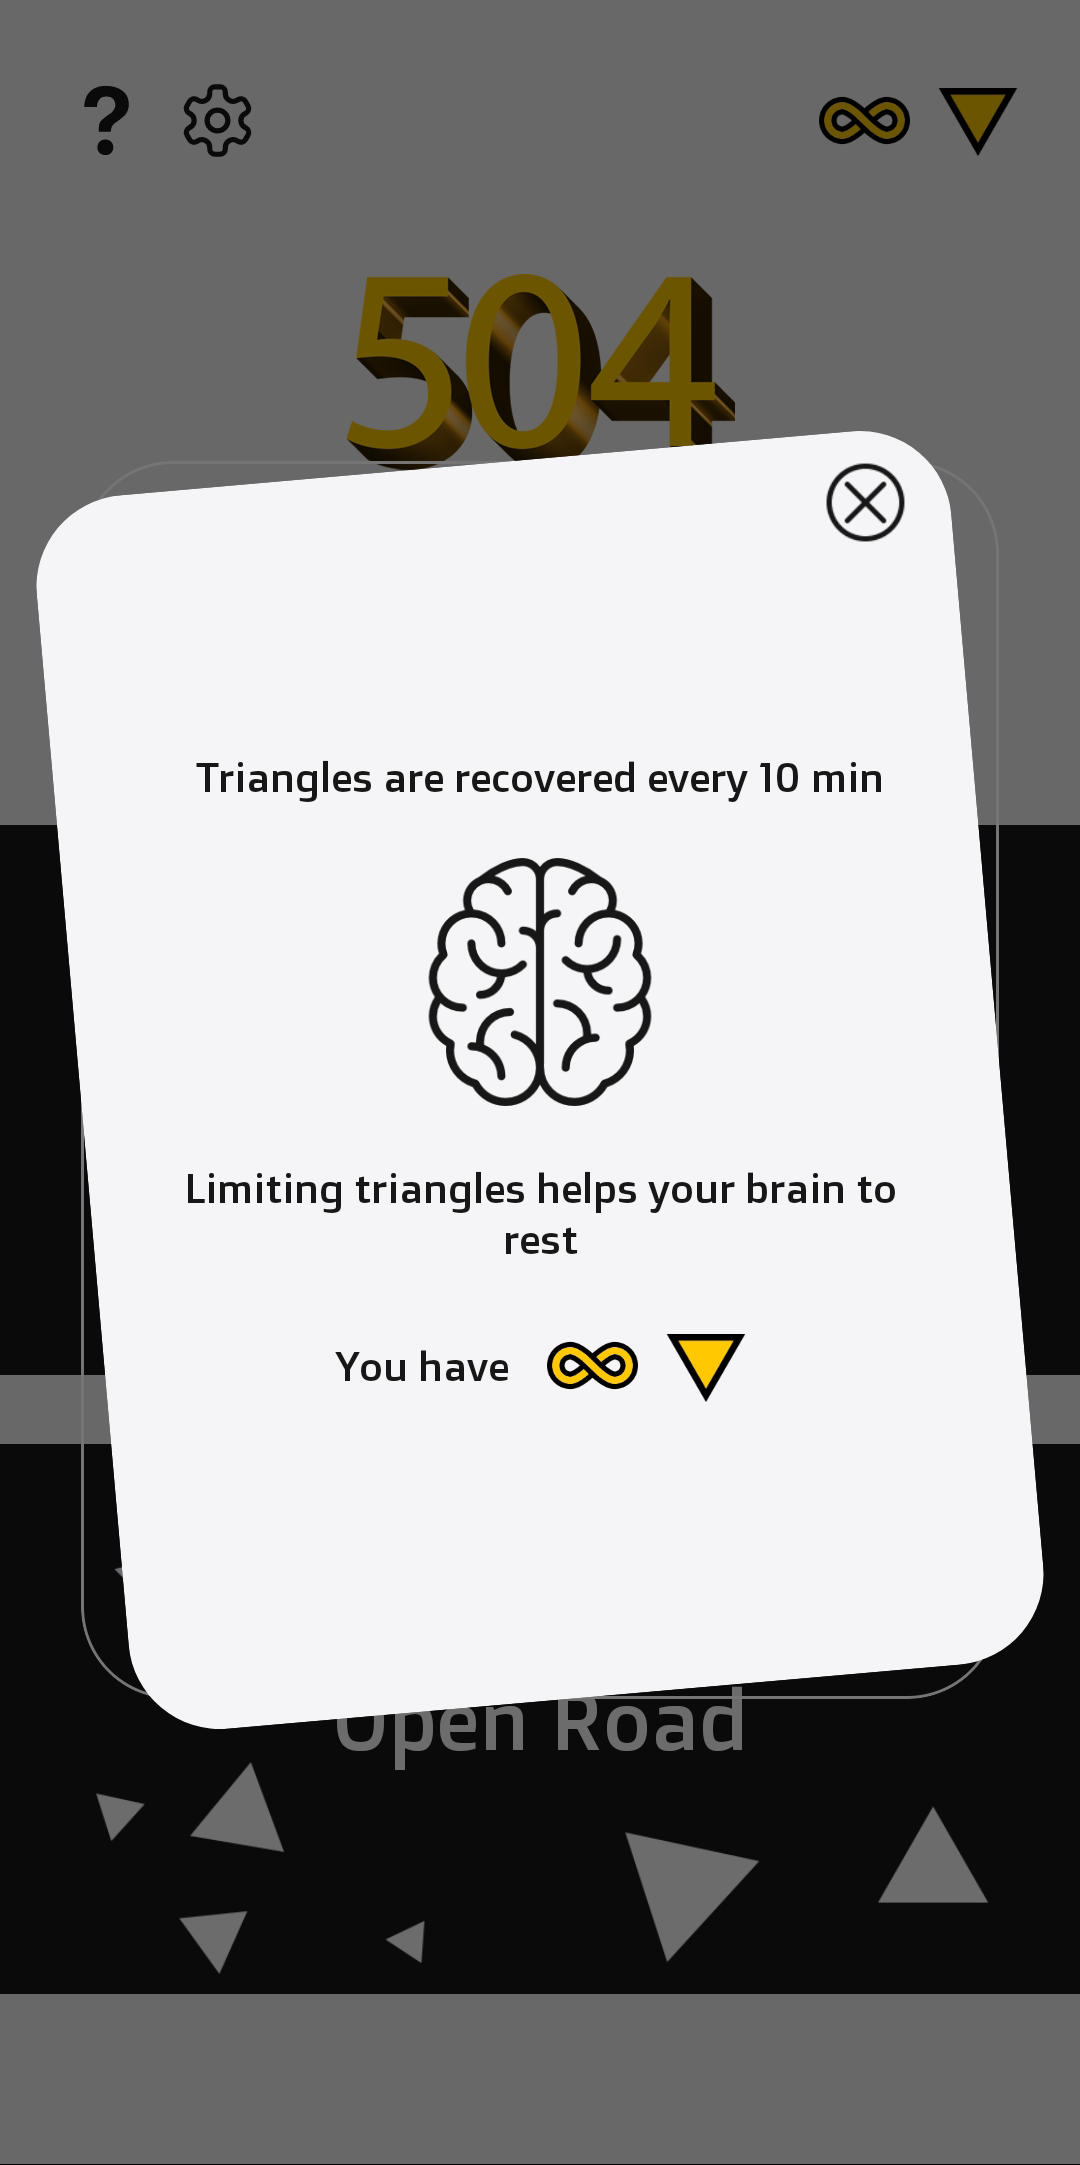 ?
504
Triangles are recovered every 10 min
Limiting triangles helps your brain to
rest
You have ∞
Open Road